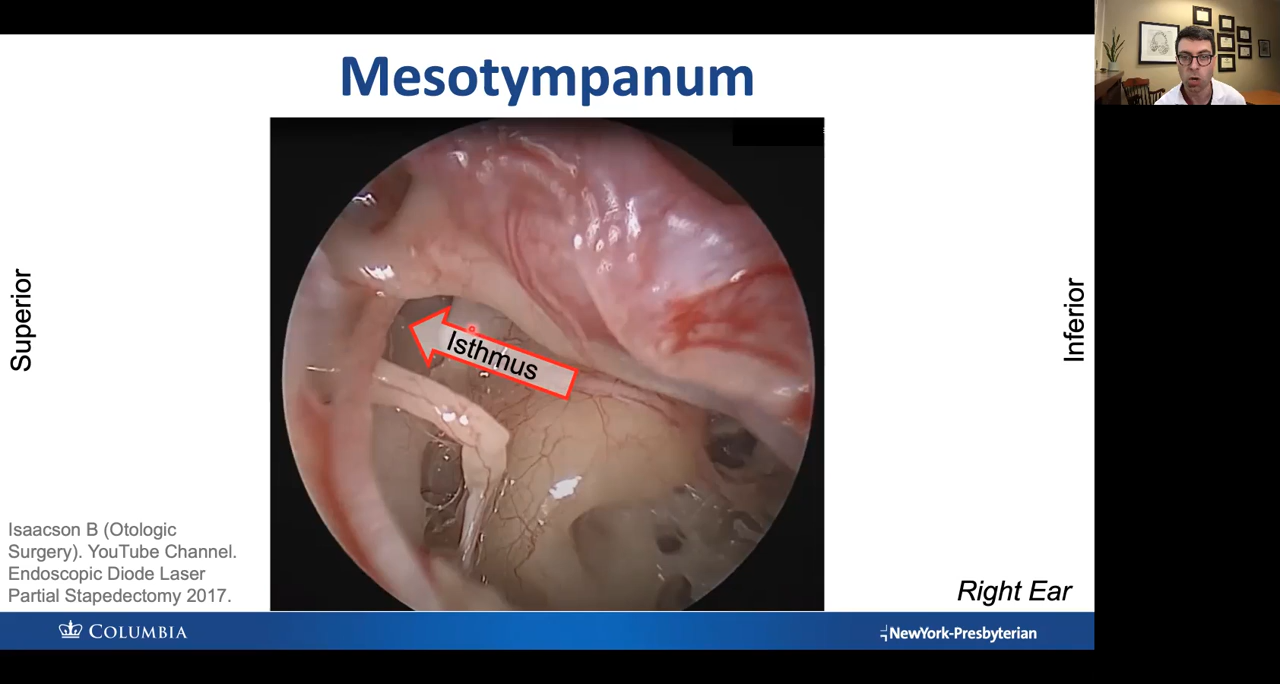 Mesotympanum
Superior
Isthmus
Inferior
Isaacson B (Otologic
Surgery). YouTube Channel.
Endoscopic Diode Laser
Partial Stapedectomy 2017.
Right Ear
COLUMBIA
NewYork-Presbyterian